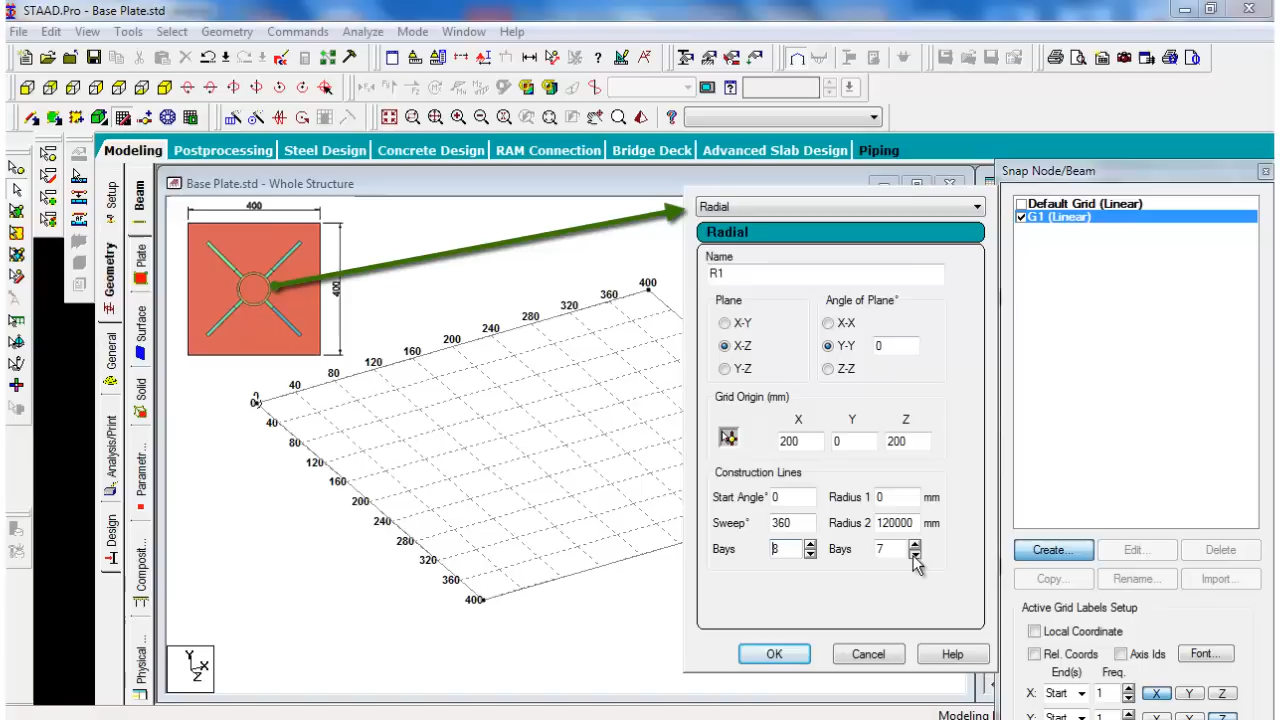 STAAD.Pro - Base Plate.std
File Edit View Tools Select Geometry Commands Analyze Mode Window Help
Modeling Postprocessing Steel Design Concrete Design RAM Connection Bridge Deck Advanced Slab Design Piping
Base Plate.std - Whole Structure
Setup
Geometry
General
Analysis/Print
Design
Beam
Plate
Surface
Solid
Parametr...
Composit...
Physical
400
400
0
40
80
120
160
200
240
280
320
360
400
40
80
120
160
200
240
280
320
360
400
Y
X
Z
Radial
Radial
Name
R1
Plane Angle of Plane°
X-Y X-X
X-Z Y-Y 0
Y-Z Z-Z
Grid Origin (mm)
X Y Z
200 0 200
Construction Lines
Start Angle° 0 Radius 1 0 mm
Sweep° 360 Radius 2 120000 mm
Bays 8 Bays 7
OK Cancel Help
Snap Node/Beam
Default Grid (Linear)
G1 (Linear)
Create... Edit... Delete
Copy... Rename... Import...
Active Grid Labels Setup
Local Coordinate
Rel. Coords Axis Ids Font...
End(s) Freq.
X: Start 1 X Y Z
Y: Start 1 X Y Z
Modeling